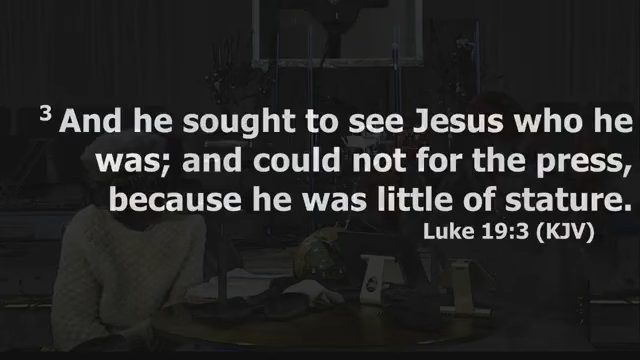 3 And he sought to see Jesus who he
was; and could not for the press,
because he was little of stature.
Luke 19:3 (KJV)